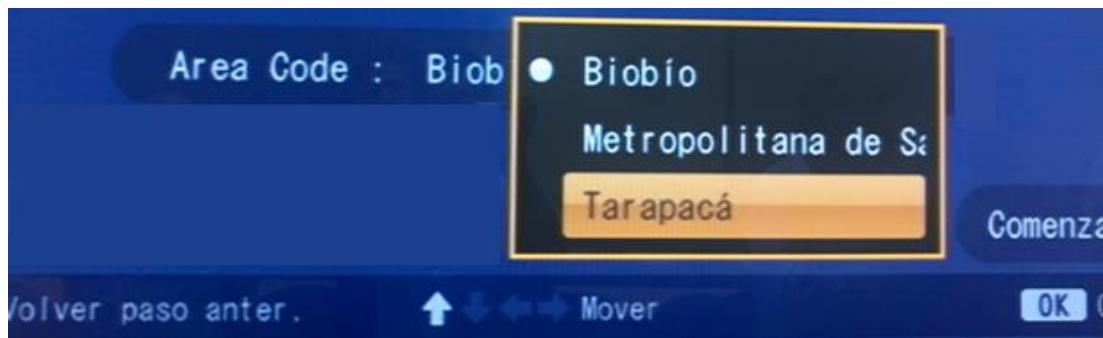 Area Code : Biob
Biobío
Metropolitana de
Tarapacá
Comenza
Volver paso anter.
Mover
OK